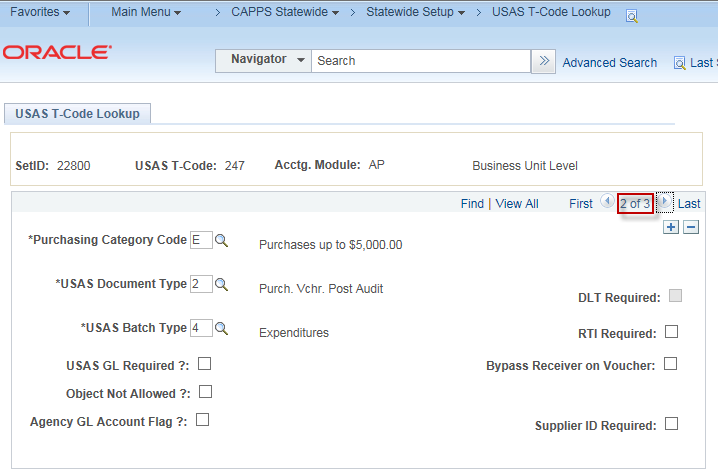 Favorites Main Menu > CAPPS Statewide > Statewide Setup > USAS T-Code Lookup
ORACLE
Navigator Search » Advanced Search Last S
USAS T-Code Lookup
SetID: 22800 USAS T-Code: 247 Acctg. Module: AP Business Unit Level
Find | View All First 2 of 3 Last
*Purchasing Category Code E Purchases up to $5,000.00
*USAS Document Type 2 Purch. Vchr. Post Audit
DLT Required:
*USAS Batch Type 4 Expenditures
RTI Required:
USAS GL Required ?: Bypass Receiver on Voucher:
Object Not Allowed ?:
Agency GL Account Flag ?: Supplier ID Required: